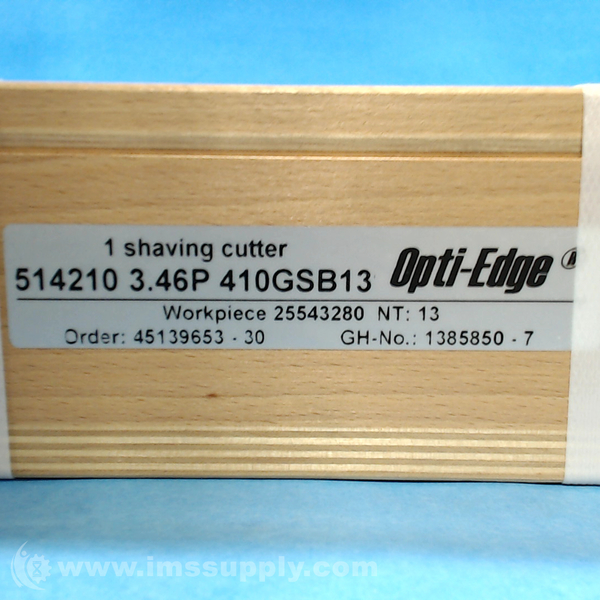 1 shaving cutter
514210 3.46P 410GSB13 Opti-Edge®
Workpiece 25543280 NT: 13
Order: 45139653 - 30 GH-No.: 1385850 - 7
www.imssupply.com